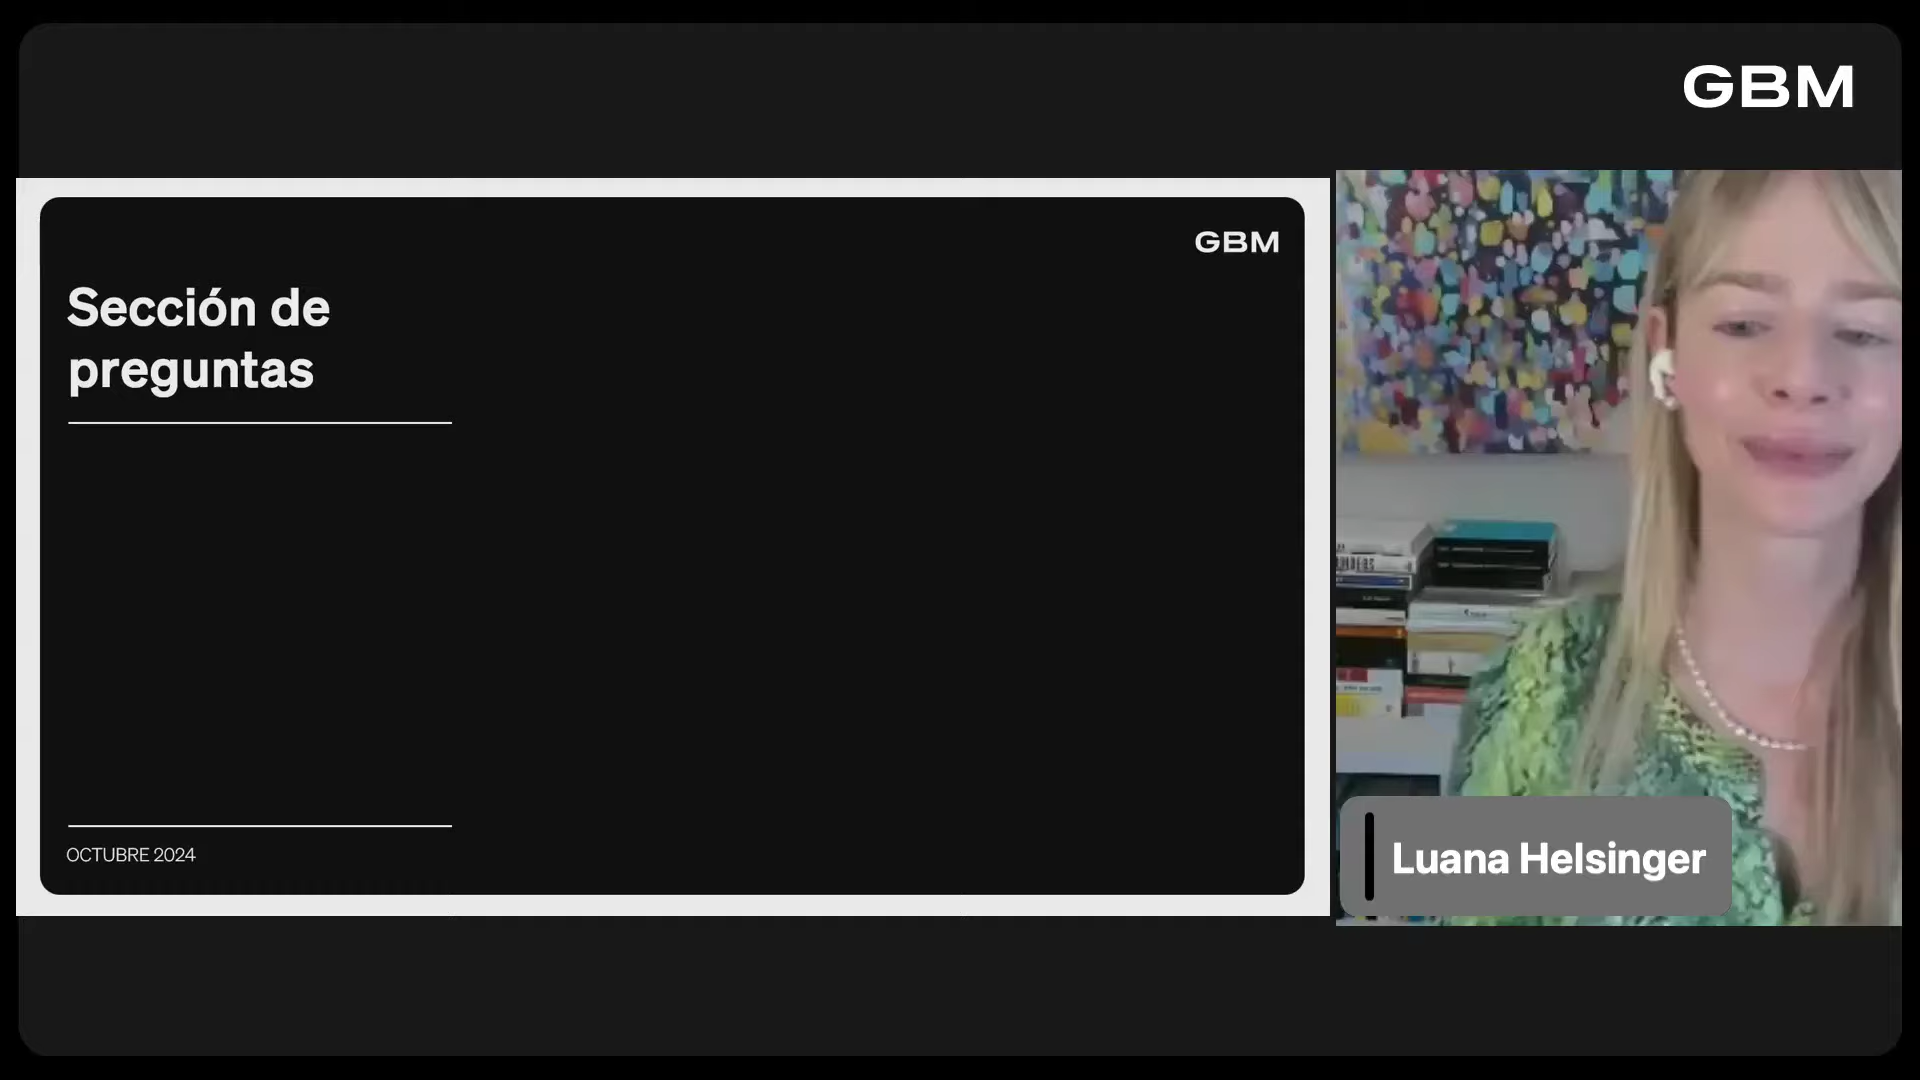 GBM
GBM
Sección de
preguntas
OCTUBRE 2024
Luana Helsinger